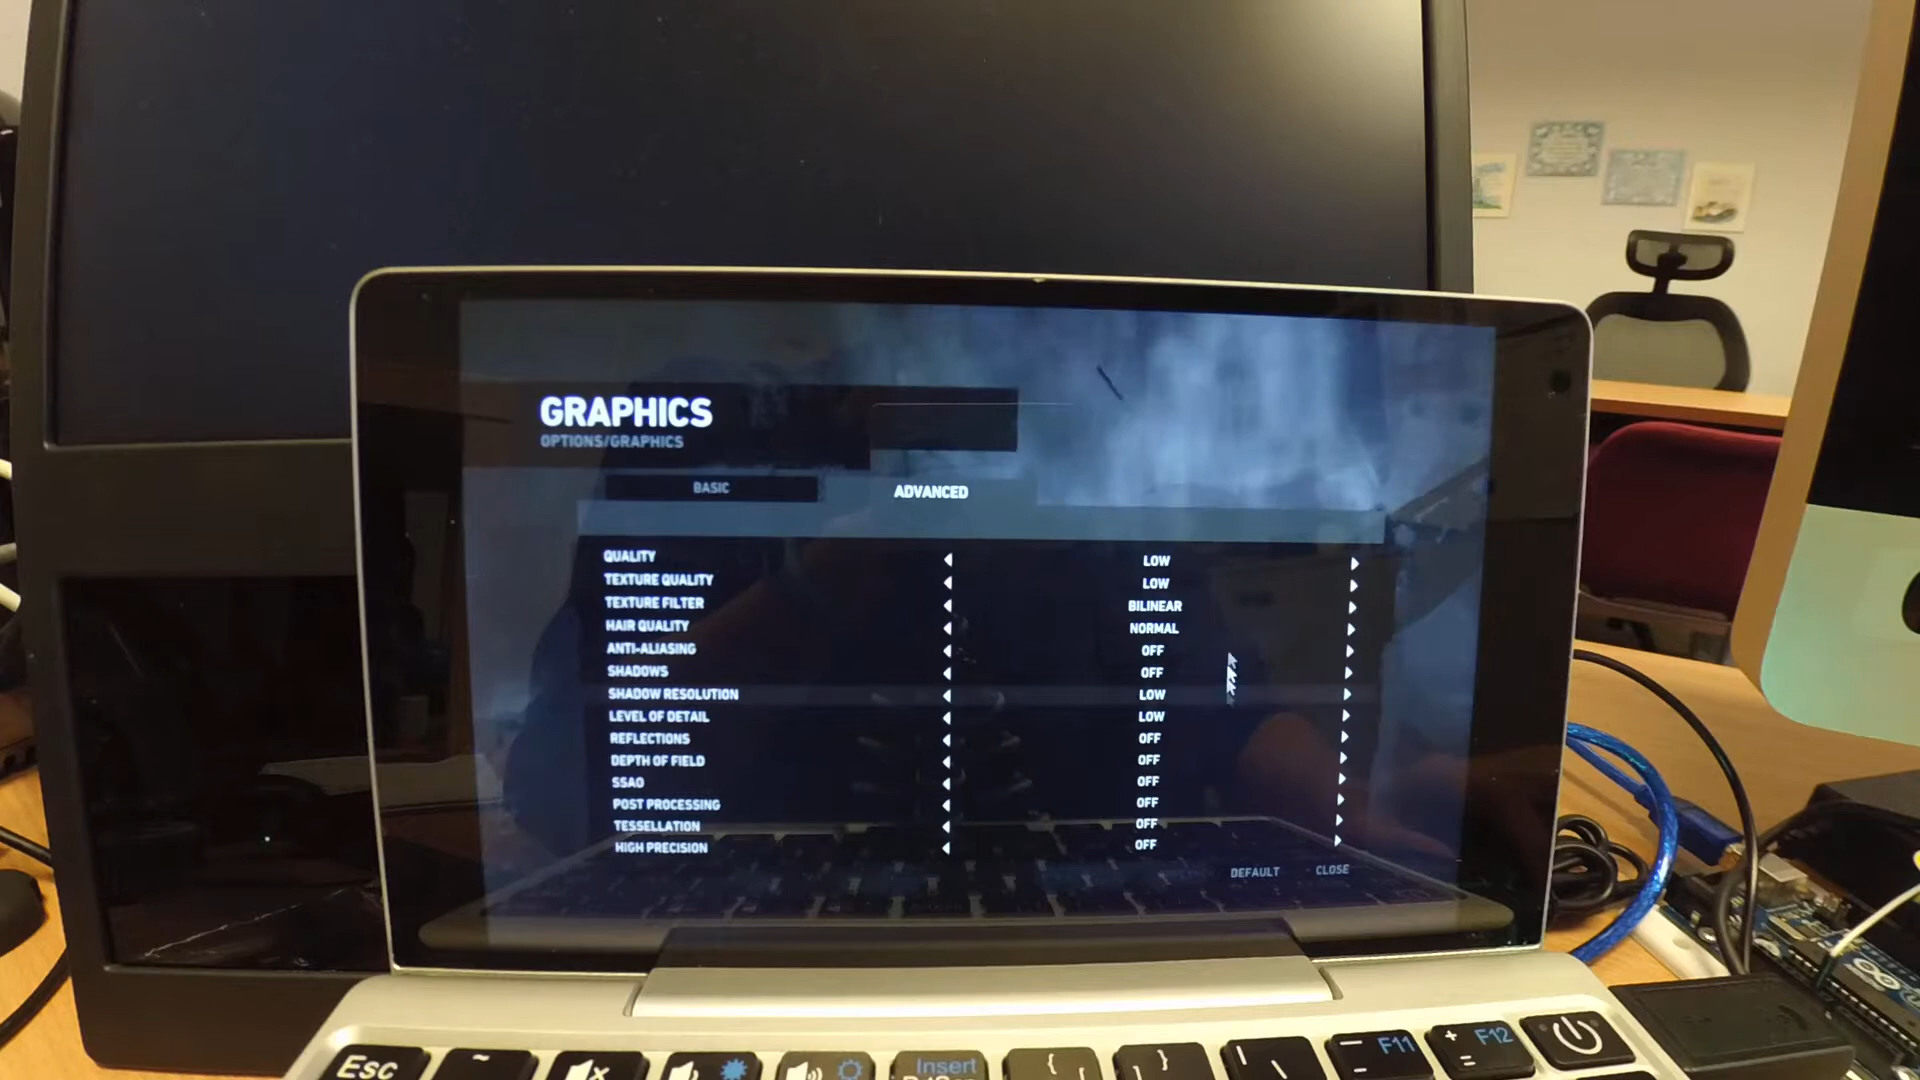 GRAPHICS
OPTIONS/GRAPHICS
BASIC ADVANCED
QUALITY LOW
TEXTURE QUALITY LOW
TEXTURE FILTER BILINEAR
HAIR QUALITY NORMAL
ANTI-ALIASING OFF
SHADOWS OFF
SHADOW RESOLUTION LOW
LEVEL OF DETAIL LOW
REFLECTIONS OFF
DEPTH OF FIELD OFF
SSAO OFF
POST PROCESSING OFF
TESSELLATION OFF
HIGH PRECISION OFF
DEFAULT CLOSE
Esc ~ Insert { } | \ — F11 + = F12